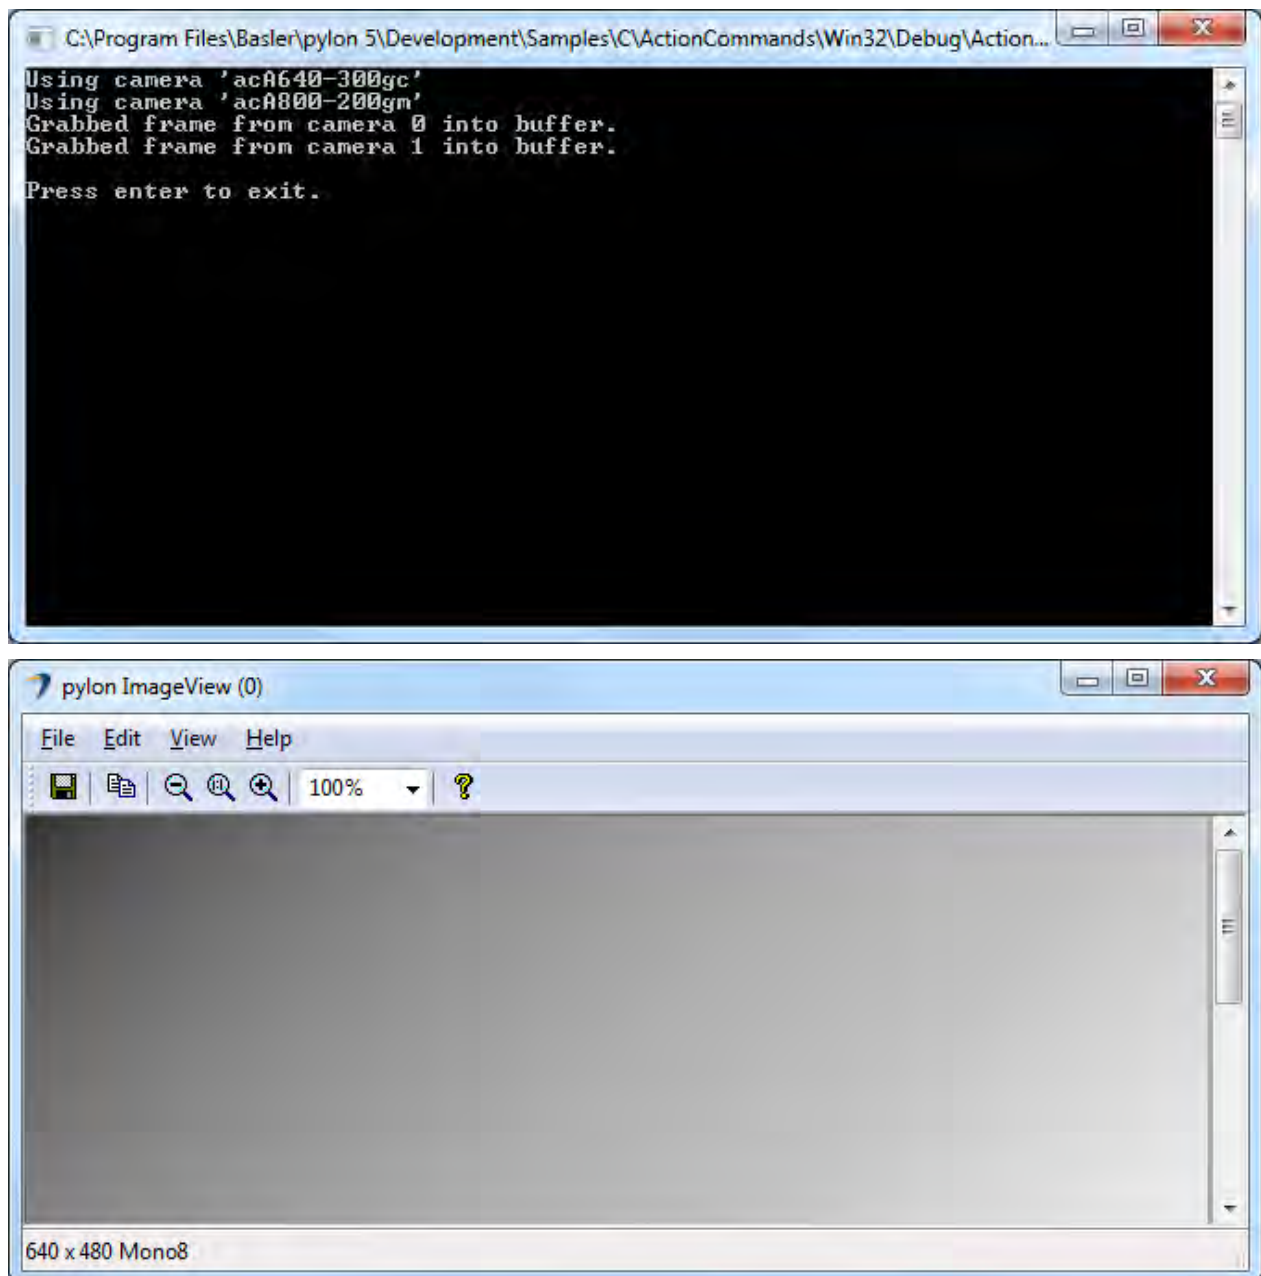 C:\Program Files\Basler\pylon 5\Development\Samples\C\ActionCommands\Win32\Debug\Action...
Using camera 'acA640-300gc'
Using camera 'acA800-200gm'
Grabbed frame from camera 0 into buffer.
Grabbed frame from camera 1 into buffer.
Press enter to exit.
pylon ImageView (0)
File Edit View Help
100%
640 x 480 Mono8